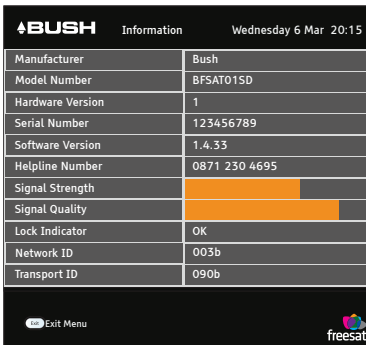 BUSH Information Wednesday 6 Mar 20:15
Manufacturer Bush
Model Number BFSAT01SD
Hardware Version 1
Serial Number 123456789
Software Version 1.4.33
Helpline Number 0871 230 4695
Signal Strength
Signal Quality
Lock Indicator OK
Network ID 003b
Transport ID 090b
Exit Exit Menu
freesat